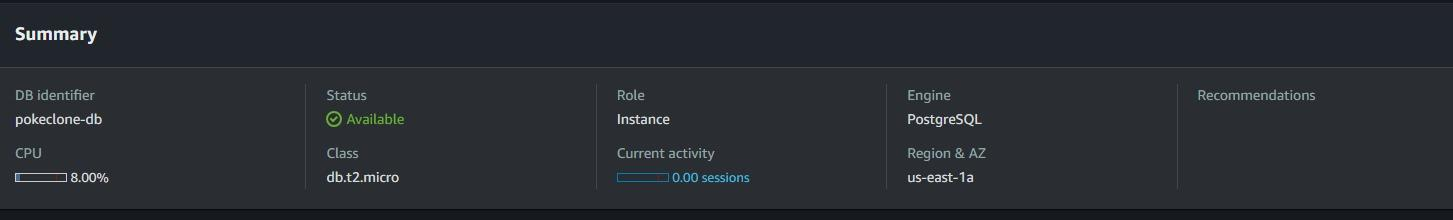 Summary
DB identifier
pokeclone-db
CPU
8.00%
Status
Available
Class
db.t2.micro
Role
Instance
Current activity
0.00 sessions
Engine
PostgreSQL
Region & AZ
us-east-1a
Recommendations